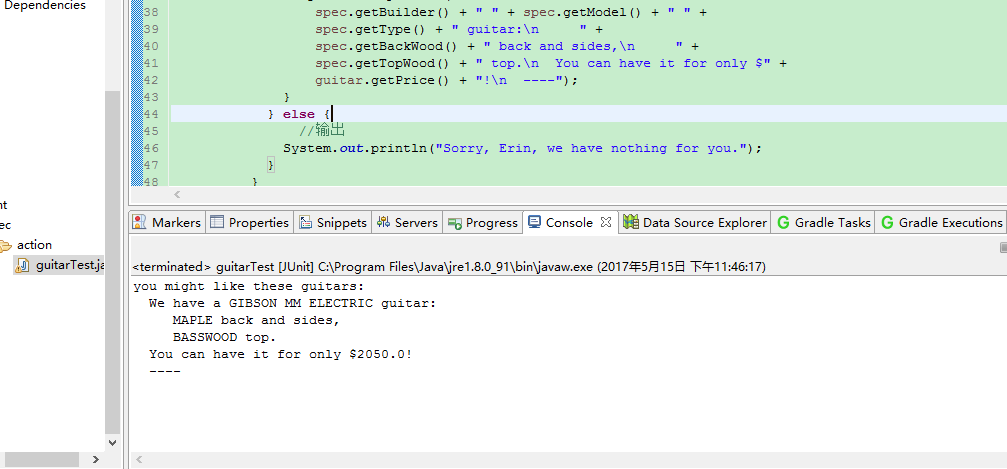 Dependencies
nt
ec
action
guitarTest.ja
38 spec.getBuilder() + " " + spec.getModel() + " " +
39 spec.getType() + " guitar:\n     " +
40 spec.getBackWood() + " back and sides,\n     " +
41 spec.getTopWood() + " top.\n  You can have it for only $" +
42 guitar.getPrice() + "!\n  ----");
43 }
44 } else {
45 //输出
46 System.out.println("Sorry, Erin, we have nothing for you.");
47 }
48 }
Markers Properties Snippets Servers Progress Console Data Source Explorer Gradle Tasks Gradle Executions
<terminated> guitarTest [JUnit] C:\Program Files\Java\jre1.8.0_91\bin\javaw.exe (2017年5月15日 下午11:46:17)
you might like these guitars:
  We have a GIBSON MM ELECTRIC guitar:
     MAPLE back and sides,
     BASSWOOD top.
  You can have it for only $2050.0!
  ----